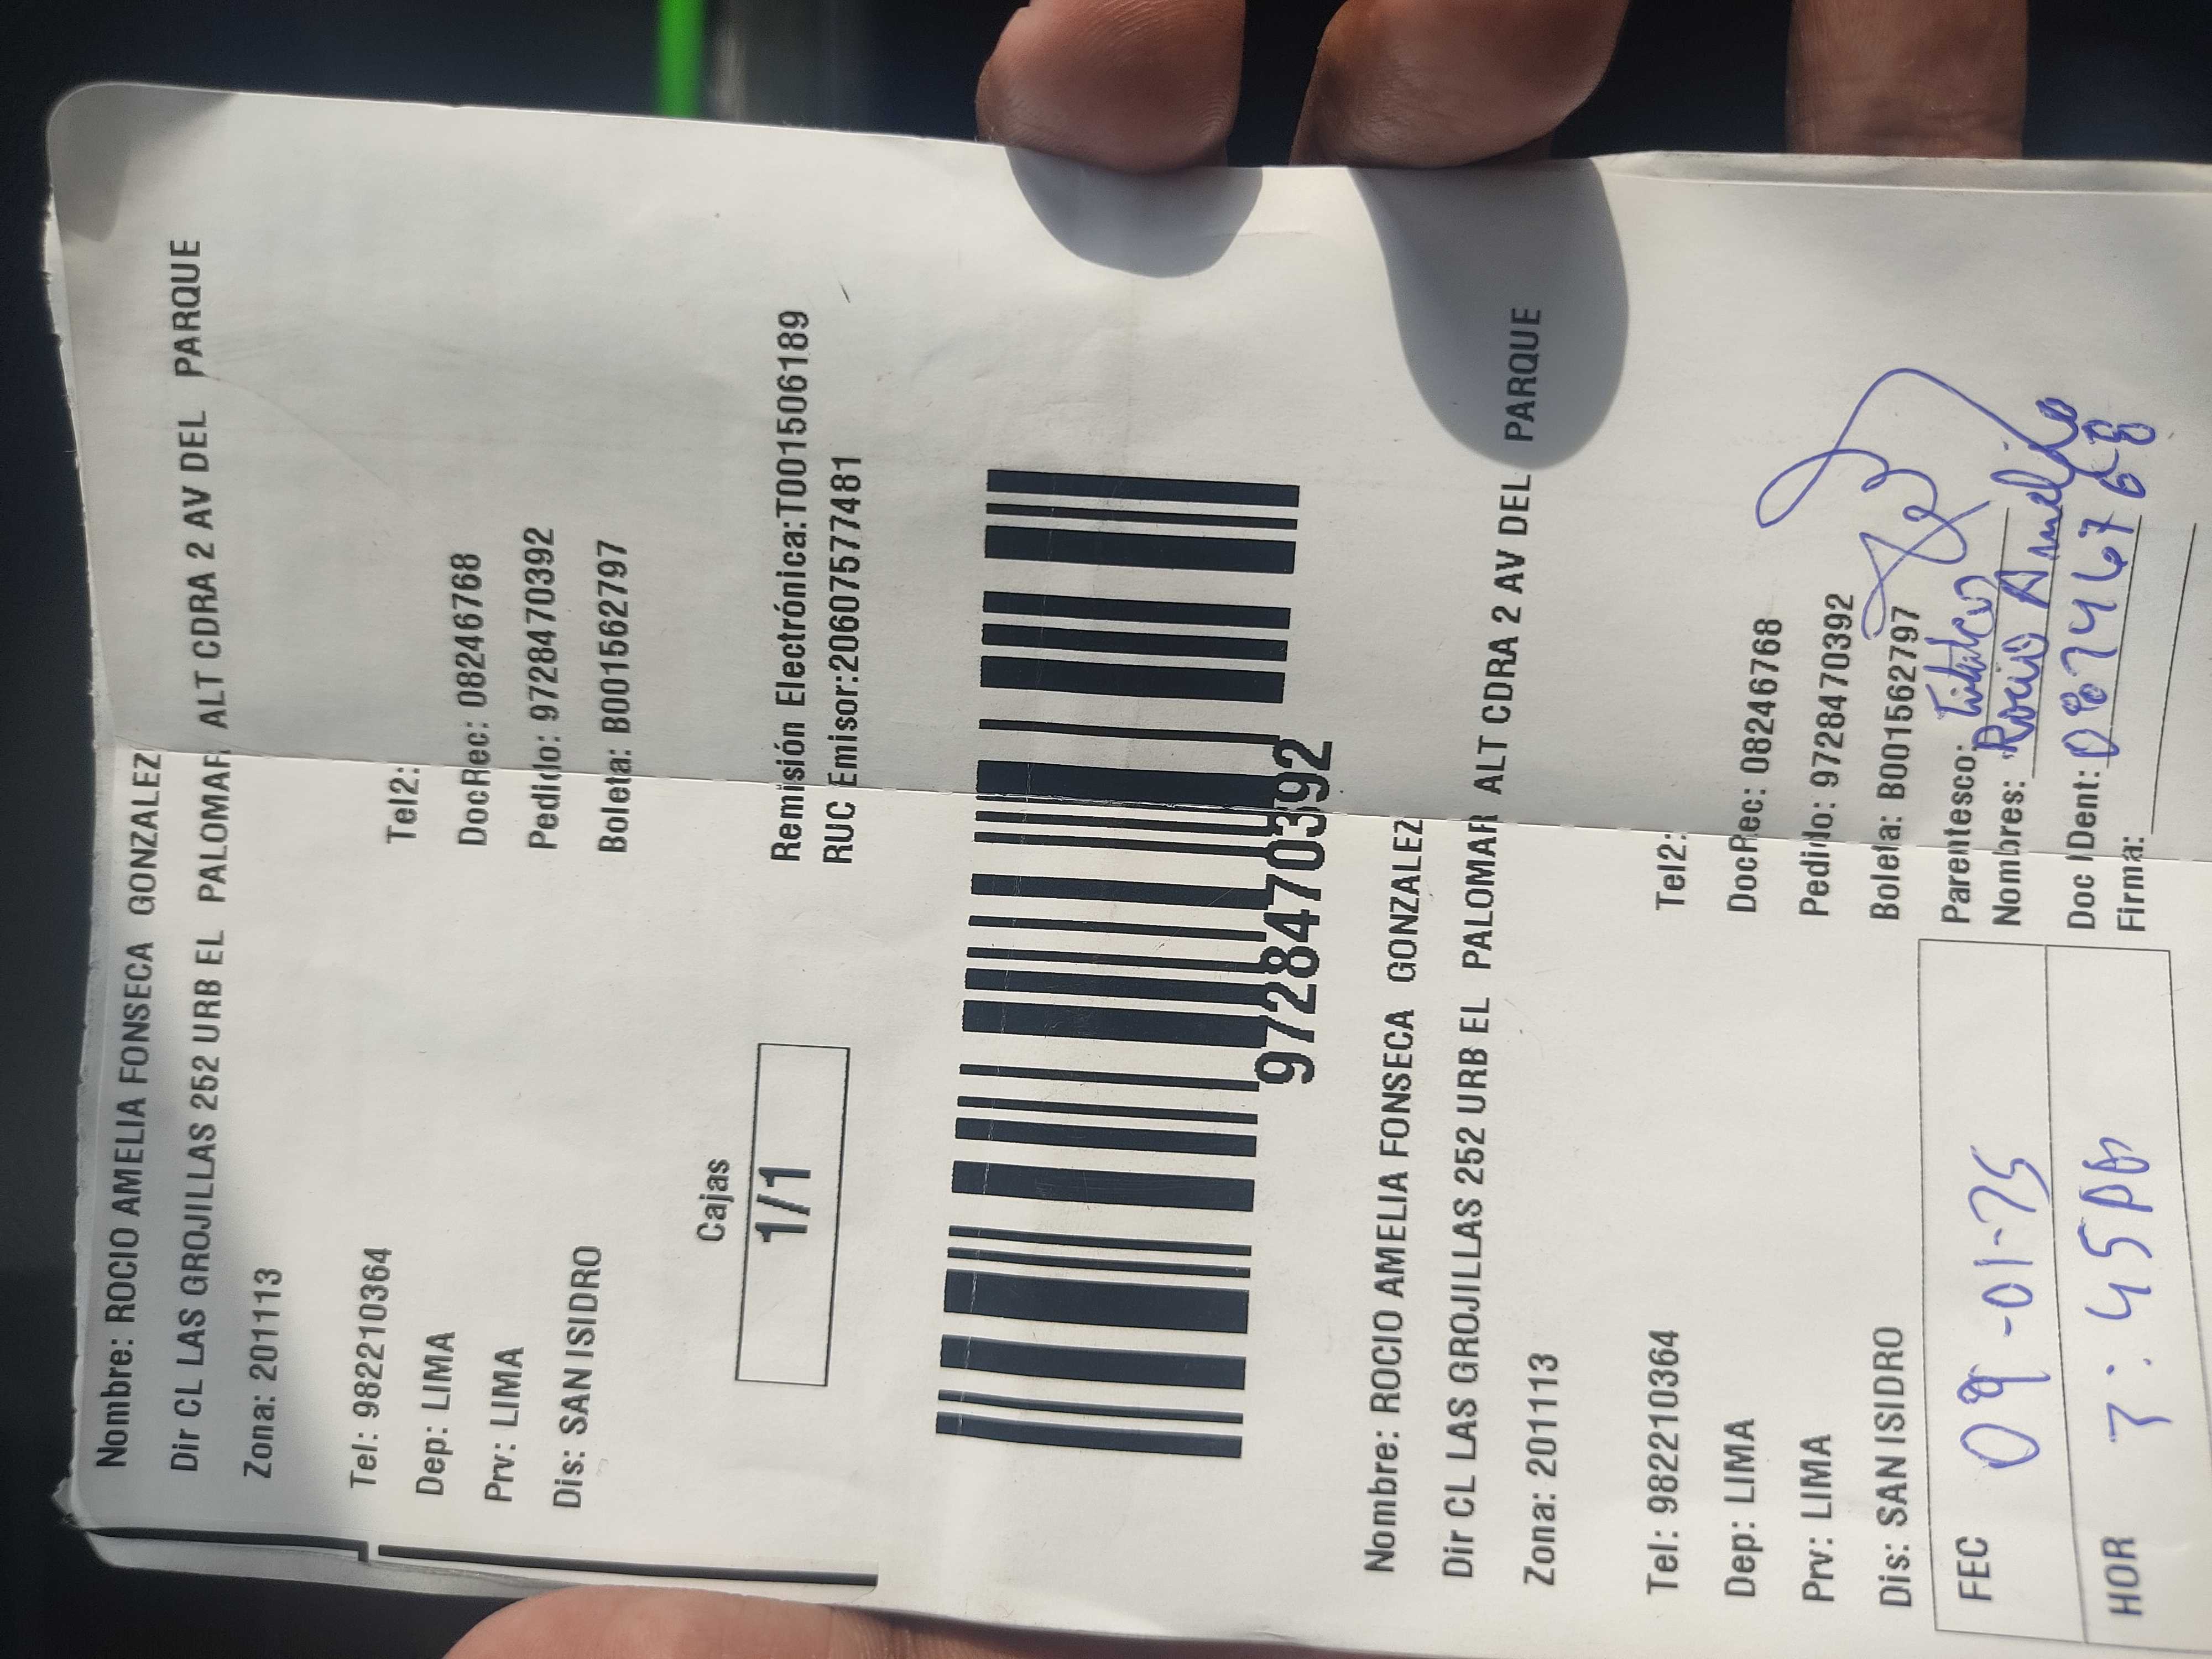 Nombre: ROCIO AMELIA FONSECA GONZALEZ
Dir CL LAS GROJILLAS 252 URB EL PALOMAR ALT CDRA 2 AV DEL PARQUE
Zona: 201113
Tel: 982210364 Tel2:
Dep: LIMA DocRec: 08246768
Prv: LIMA Pedido: 9728470392
Dis: SAN ISIDRO Boleta: B001562797
Cajas
1/1
Remisión Electrónica:T001506189
RUC Emisor:20607577481
9728470392
Nombre: ROCIO AMELIA FONSECA GONZALEZ
Dir CL LAS GROJILLAS 252 URB EL PALOMAR ALT CDRA 2 AV DEL PARQUE
Zona: 201113
Tel: 982210364 Tel2:
Dep: LIMA DocRec: 08246768
Prv: LIMA Pedido: 9728470392
Dis: SAN ISIDRO Boleta: B001562797
FEC 09-01-25
Parentesco: Titular
Nombres: Rocio Amelia
HOR
Doc IDent: 08246768
Firma: